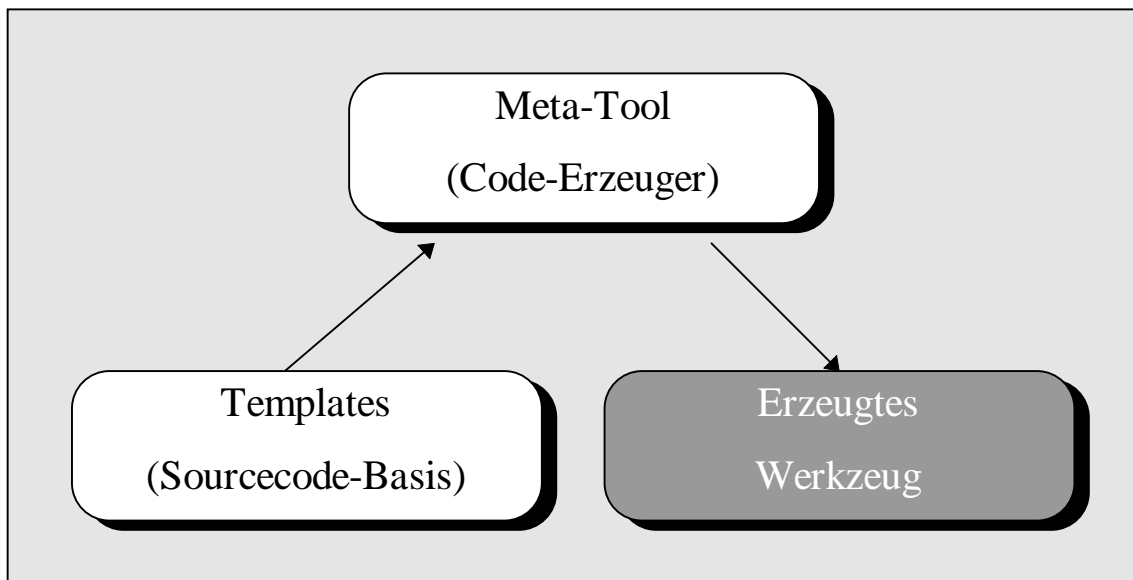 Meta-Tool
(Code-Erzeuger)
Templates
(Sourcecode-Basis)
Erzeugtes
Werkzeug